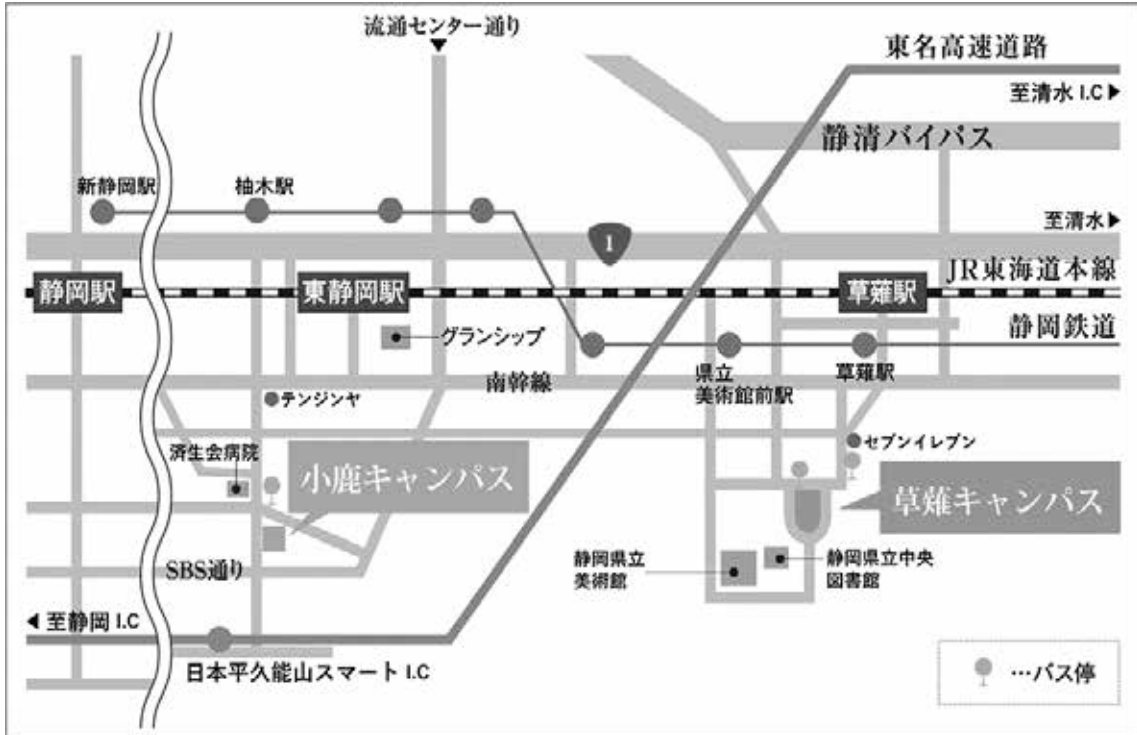 流通センター通り
東名高速道路
至清水 I.C
静清バイパス
新静岡駅
柚木駅
至清水
1
JR東海道本線
静岡駅
東静岡駅
草薙駅
グランシップ
静岡鉄道
南幹線
県立
美術館前駅
草薙駅
テンジンヤ
セブンイレブン
済生会病院
小鹿キャンパス
草薙キャンパス
静岡県立
美術館
静岡県立中央
図書館
SBS通り
至静岡 I.C
日本平久能山スマート I.C
…バス停